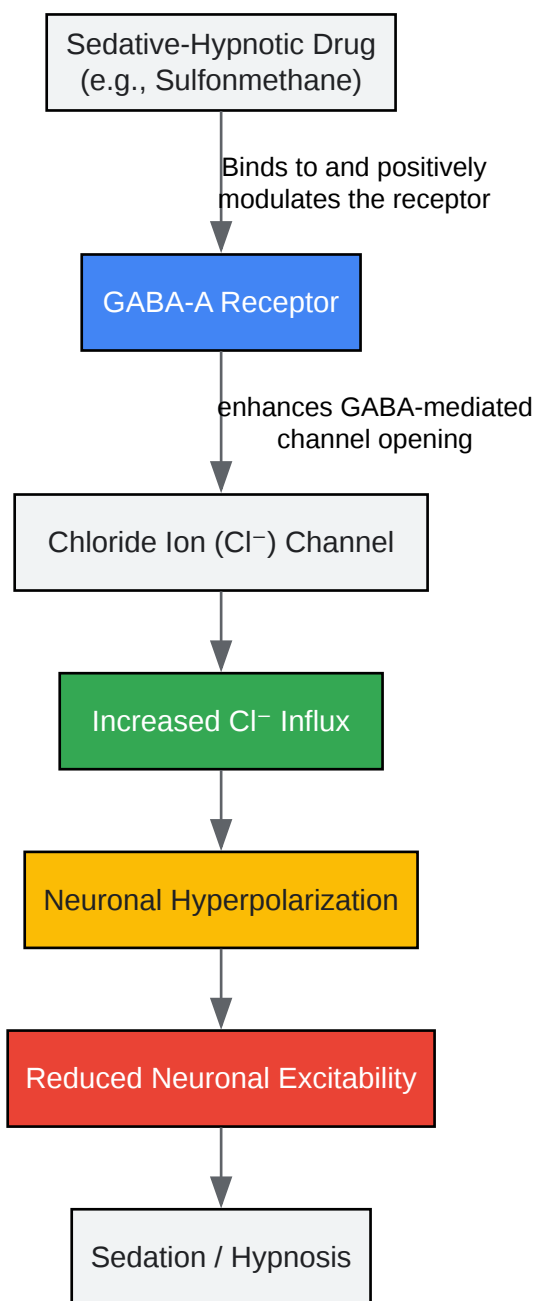 Sedative-Hypnotic Drug
(e.g., Sulfonmethane)
Binds to and positively
modulates the receptor
GABA-A Receptor
enhances GABA-mediated
channel opening
Chloride Ion (Cl⁻) Channel
Increased Cl⁻ Influx
Neuronal Hyperpolarization
Reduced Neuronal Excitability
Sedation / Hypnosis